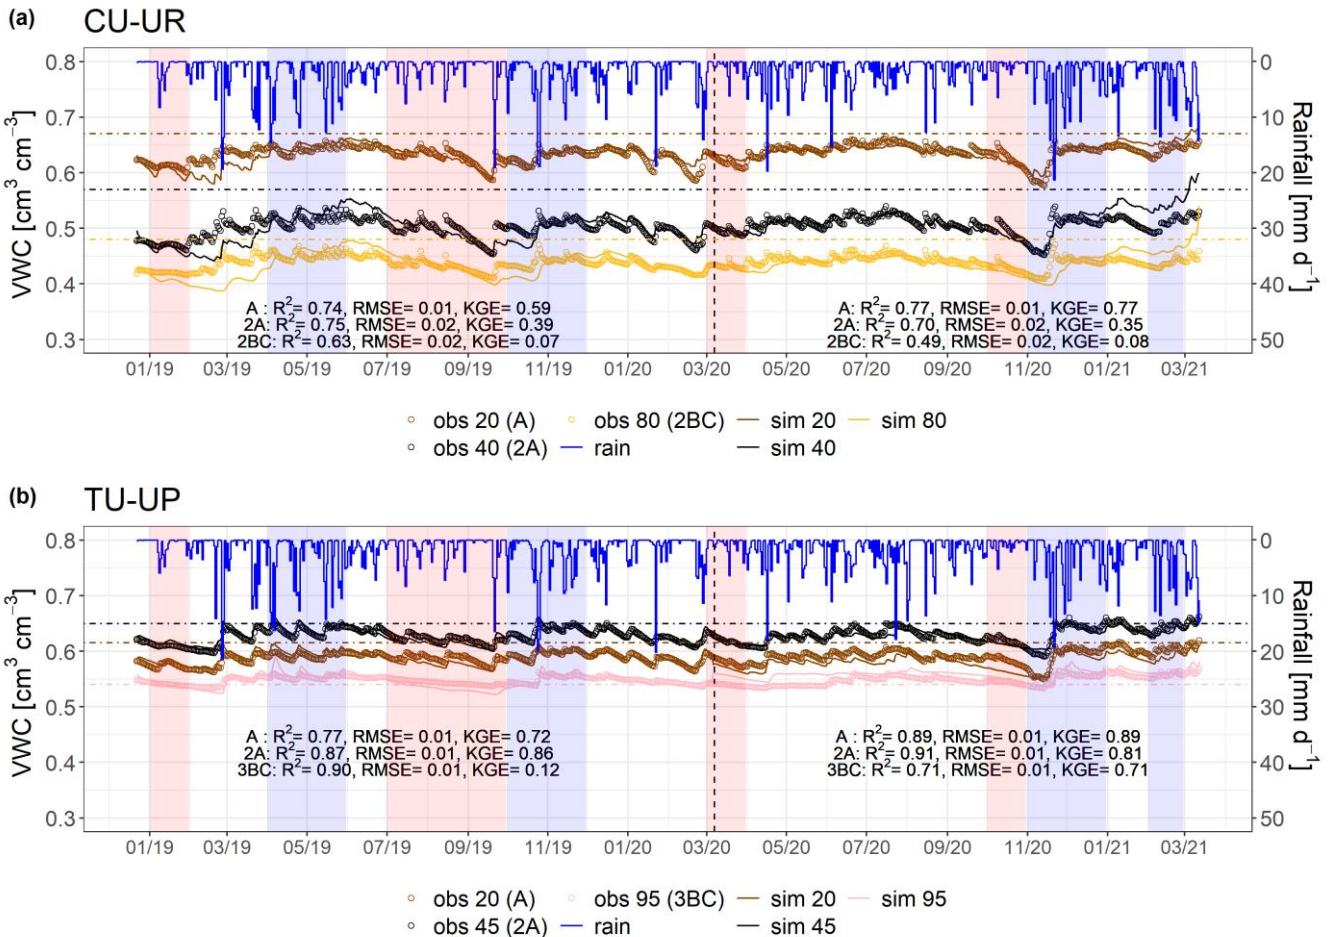 (a) CU-UR
0.8
0.7
0.6
0.5
0.4
0.3
VWC [cm³ cm⁻³]
0
10
20
30
40
50
Rainfall [mm d⁻¹]
A : R²= 0.74, RMSE= 0.01, KGE= 0.59
2A: R²= 0.75, RMSE= 0.02, KGE= 0.39
2BC: R²= 0.63, RMSE= 0.02, KGE= 0.07
A: R²= 0.77, RMSE= 0.01, KGE= 0.77
2A: R²= 0.70, RMSE= 0.02, KGE= 0.35
2BC: R²= 0.49, RMSE= 0.02, KGE= 0.08
01/19 03/19 05/19 07/19 09/19 11/19 01/20 03/20 05/20 07/20 09/20 11/20 01/21 03/21
obs 20 (A) obs 80 (2BC) sim 20 sim 80
obs 40 (2A) rain sim 40
(b) TU-UP
0.8
0.7
0.6
0.5
0.4
0.3
VWC [cm³ cm⁻³]
0
10
20
30
40
50
Rainfall [mm d⁻¹]
A : R²= 0.77, RMSE= 0.01, KGE= 0.72
2A: R²= 0.87, RMSE= 0.01, KGE= 0.86
3BC: R²= 0.90, RMSE= 0.01, KGE= 0.12
A : R²= 0.89, RMSE= 0.01, KGE= 0.89
2A: R²= 0.91, RMSE= 0.01, KGE= 0.81
3BC: R²= 0.71, RMSE= 0.01, KGE= 0.71
01/19 03/19 05/19 07/19 09/19 11/19 01/20 03/20 05/20 07/20 09/20 11/20 01/21 03/21
obs 20 (A) obs 95 (3BC) sim 20 sim 95
obs 45 (2A) rain sim 45